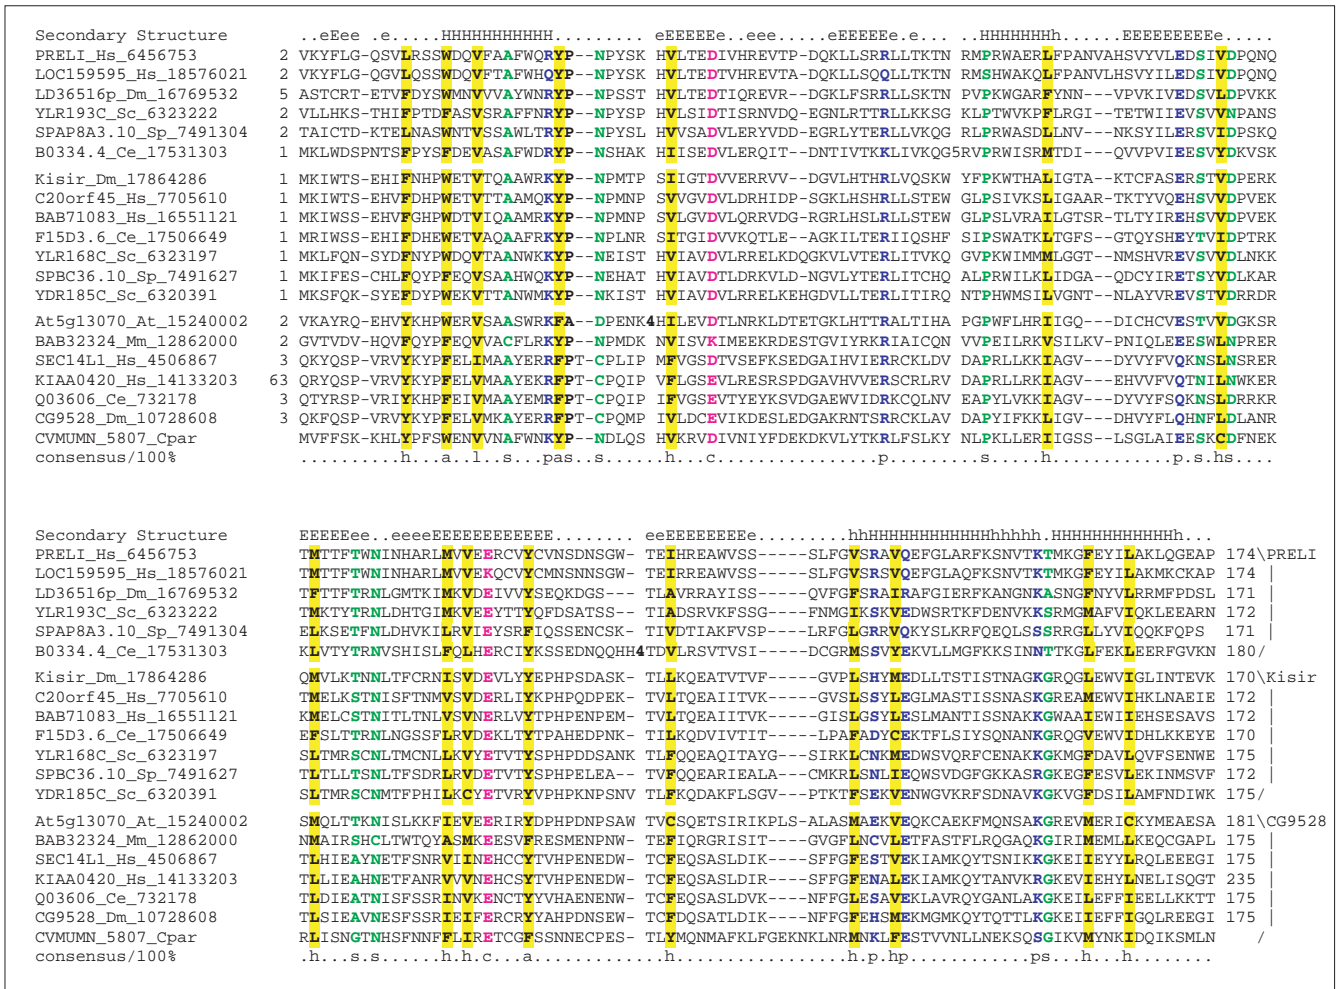 Secondary Structure ..eEee .e.....HHHHHHHHHHH........ eEEEEEe..eee....eEEEEEe.e.... ...HHHHHHHh......EEEEEEEEEe.....
PRELI_Hs_6456753 2 VKYFLG-QSVLRSSWDQVFAAFWQRYP--NPYSK HVLTEDIVHREVTP-DQKLLSRRLLTKTN RMPRWAERLFPANVAHSVYVLEDSIVDPQNQ
LOC159595_Hs_18576021 2 VKYFLG-QGVLQSSWDQVFTAFWHQYP--NPYSK HVLTEDIVHREVTA-DQKLLSQQLLTKTN RMSHWAKQLFPANVLHSVYVLEDSIVDPQNQ
LD36516p_Dm_16769532 5 ASTCRT-ETVFDYSWMNVVVAYWNRYP--NPSST HVLTEDTIQREVR-DGKLFSRRLLSKTN PVPKWGARFYNN--VPVKIVEDSVLDPVKK
YLR193C_Sc_6323222 2 VLLHKS-THIFPTDFASVSRAFFNRYP--NPYSP HVLSIDTISRNVDQ-EGNLRTTRLLKKSG KLPTWVKPFLRGI-TETWIIEVSVVNPANS
SPAP8A3.10_Sp_7491304 2 TAICTD-KTELNASWNTVSSAWLTRYP--NPYSL HVVSADVLERYVDD-EGRLYTERLLVKQG RLPRWASDLLNV--NKSYILERSVIDPSKQ
B0334.4_Ce_17531303 1 MKLWDSPNTSFPYSFDEVASAFWDRYP--NSHAK HIISEDVLERQIT--DNTIVTKKLIVKQG5RVPRWISRMTDI--QVVPVIEESVYDKVSK
Kisir_Dm_17864286 1 MKIWTS-EHIFNHPWETVTQAAWRKYP--NPMTP SIIGTDVVERRVV--DGVLHTHRLVQSKW YFPKWTHALIGTA--KTCFASERSTVDPERK
C20orf45_Hs_7705610 1 MKIWTS-EHVFDHPWETVTTAAMQKYP--NPMNP SVVGVDVLDRHIDP-SGKLHSHRLLSTEW GLPSIVKSLIGAAR-TKTYVQEHSVVDPVEK
BAB71083_Hs_16551121 1 MKIWSS-EHVFGHPWDTVIQAAMRKYP--NPMNP SVLGVDVLQRRVDG-RGRLHSLRLLSTEW GLPSLVRAILGTSR-TLTYIREHSVVDPVEK
F15D3.6_Ce_17506649 1 MRIWSS-EHIFDHEWETVAQAAFRKYP--NPLNR SITGIDVVKQTLE--AGKILTERIIQSHF SIPSWATKLTGFS--GTQYSHEYTVIDPTRK
YLR168C_Sc_6323197 1 MKLFQN-SYDFNYPWDQVTAANWKKYP--NEIST HVIAVDVLRRELKDQGKVLVTERLITVKQ GVPKWIMMMLGGT--NMSHVREVSVVDLNKK
SPBC36.10_Sp_7491627 1 MKIFES-CHLFQYPFEQVSAAHWQKYP--NEHAT HVIAVDTLDRKVLD-NGVLYTERLITCHQ ALPRWILKLIDGA--QDCYIRETSYVDLKAR
YDR185C_Sc_6320391 1 MKSFQK-SYEFDYPWEKVTTANWMKYP--NKIST HVIAVDVLRRELKEHGDVLLTERLITIRQ NTPHWMSILVGNT--NLAYVREVSTVDRRDR
At5g13070_At_15240002 2 VKAYRQ-EHVYKHPWERVSAASWRKFA--DPENK4HILEVDTLNRKLDTETGKLHTTRALTIHA PGPWFLHRIIGQ--DICHCVESTVVDGKSR
BAB32324_Mm_12862000 2 GVTVDV-HQVFQYPFEQVVACFLRKYP--NPMDK NVISVKIMEEKRDESTGVIYRKRIAICQN VVPEILRKVSILKV-PNIQLEESWLNPRER
SEC14L1_Hs_4506867 3 QKYQSP-VRVYKYPFELIMAAYERRFPT-CPLIP MFVGSDTVSEFKSEDGAIHVIERRCKLDV DAPRLLKKIAGV---DYVYFVQKNSLNSRER
KIAA0420_Hs_14133203 63 QRYQSP-VRVYKYPFELVMAAYEKRFPT-CPQIP VFLGSEVLRESRSPDGAVHVVERSCRLRV DAPRLLRKIAGV---EHVVFVQTNILNWKER
Q03606_Ce_732178 3 QTYRSP-VRIYKHPFEIVMAAYEMRFPT-CPQIP IFVGSEVTYEYKSVDGAEWVIDRKCQLNV EAPYLVKKIAGV---DYVYFSQKNSLDRRKR
CG9528_Dm_10728608 3 QKFQSP-VRVYKYPFELVMKAYERRFPT-CPQMP IVLDCEVIKDESLEDGAKRNTSRRCKLAV DAPYIFKKLIGV---DHVYFLQHNFLDLANR
CVMUMN_5807_Cpar MVFFSK-KHLYPFSWENVVNAFWNKYP--NDLQS HVKRVDIVNIYFDEKDKVLYTKRLFSLKY NLPKLLERIIGSS--LSGLAIEESKCDFNEK
consensus/100% ..........h...a..l..s...pas..s.... ..h...c................p..... ...s.....h............p.s.hs....
Secondary Structure EEEEEee..eeeeEEEEEEEEEEEE........ eeEEEEEEEEe.............hhHHHHHHHHHHHHhhhhh.HHHHHHHHHHHHh...
PRELI_Hs_6456753 TMTTFTWNINHARLMVVEERCVYCVNSDNSGW- TEIHREAWVSS-----SLFGVSRAVQEFGLARFKSNVTKTMKGFEYILAKLQGEAP 174\PRELI
LOC159595_Hs_18576021 TMTTFTWNINHARLMVVEKQCVYCMNSNNSGW- TEIRREAWVSS-----SLFGVSRSVQEFGLAQFKSNVTKTMKGFEYILAKMKCKAP 174 |
LD36516p_Dm_16769532 TFTTFTRNLGMTKIMKVDEIVVYSEQKDGS--- TLAVRRAYISS-----QVFGFSRAIRAFGIERFKANGNKASNGFNYVLRRMFPDSL 171 |
YLR193C_Sc_6323222 TMKTYTRNLDHTGIMKVEEYTTYQFDSATSS-- TIADSRVKFSSG----FNMGIKSKVEDWSRTKFDENVKKSRMGMAFVIQKLEEARN 172 |
SPAP8A3.10_Sp_7491304 ELKSETFNLDHVKILRVIEYSRFIQSSENCSK- TIVDTIAKFVSP----LRFGLGRRVQKYSLKRFQEQLSSSRRGLLYVIQQKFQPS 171 |
B0334.4_Ce_17531303 KLVTYTRNVSHISLFQLHERCIYKSSEDNQQHH4TDVLRSVTVSI-----DCGRMSSVYEKVLLMGFKKSINNTTKGLFEKLEERFGVKN 180/
Kisir_Dm_17864286 QMVLKTNNLTFCRNISVDEVLYYEPHPSDASK- TLLKQEATVTVF----GVPLSHYMEDLLTSTISTNAGKGRQGLEWVIGLINTEVK 170\Kisir
C20orf45_Hs_7705610 TMELKSTNISFTNMVSVDERLIYKPHPQDPEK- TVLTQEAIITVK----GVSLSSYLEGLMASTISSNASKGREAMEWVIHKLNAEIE 172 |
BAB71083_Hs_16551121 KMELCSTNITLTNLVSVNERLVYTPHPENPEM- TVLTQEAIITVK----GISLGSYLESLMANTISSNAKKGWAAIEWIIEHSESAVS 172 |
F15D3.6_Ce_17506649 EFSLTTRNLNGSSFLRVDEKLTYTPAHEDPNK- TILKQDVIVTIT----LPAFADYCEKTFLSIYSQNANKGRQGVEWVIDHLKKEYE 170 |
YLR168C_Sc_6323197 SLTMRSCNLTMCNLLKVYETVTYSPHPDDSANK TLFQQEAQITAYG---SIRKLCNKMEDWSVQRFCENAKKGKMGFDAVLQVFSENWE 175 |
SPBC36.10_Sp_7491627 TLTLLTSNLTFSDRLRVDETVTYSPHPELEA-- TVFQQEARIEALA---CMKRLSNLIEQWSVDGFGKKASRGKEGFESVLEKINMSVF 172 |
YDR185C_Sc_6320391 SLTMRSCNMTFPHILKCYETVRYVPHPKNPSNV TLFKQDAKFLSGV---PTKTFSEKVENWGVKRFSDNAVKGKVGFDSILAMFNDIWK 175/
At5g13070_At_15240002 SMQLTTKNISLKKFIEVEERIRYDPHPDNPSAW TVCSQETSIRIKPLS-ALASMAEKVEQKCAEKFMQNSAKGREVMERICKYMEAESA 181\CG9528
BAB32324_Mm_12862000 NMAIRSHCLTWTQYASMKEESVFRESMENPNW- TEFIQRGRISIT----GVGFLNCVLETFASTFLRQGAQKGIRIMEMLLKEQCGAPL 175 |
SEC14L1_Hs_4506867 TLHIEAYNETFSNRVIINEHCCYTVHPENEDW- TCFEQSASLDIK----SFFGFESTVEKIAMKQYTSNIKKGKEIIEYYLRQLEEEGI 175 |
KIAA0420_Hs_14133203 TLLIEAHNETFANRVVVNEHCSYTVHPENEDW- TCFEQSASLDIR----SFFGFENALEKIAMKQYTANVKRGKEVIEHYLNELISQGT 235 |
Q03606_Ce_732178 TLDIEATNISFSSRINVKENCTYYVHAENENW- TCFEQSASLDVK----NFFGLESAVEKLAVRQYGANLAKGKEILEFFIEELLKKTT 175 |
CG9528_Dm_10728608 TLSIEAVNESFSSRIEIFERCRYYAHPDNSEW- TCFDQSATLDIK----NFFGFEHSMEKMGMKQYTQTTLKGKEIIEFFIGQLREEGI 175 |
CVMUMN_5807_Cpar RLISNGTNHSFNNFFLIRETCGFSSNNECPES- TLYMQNMAFKLFGEKNKLNRMNKLFESTVVNLLNEKSQSGIKVMYNKIDQIKSMLN /
consensus/100% .h...s.s......h.h.c...a.......... ..h..................h.p.hp............ps...h..h.......